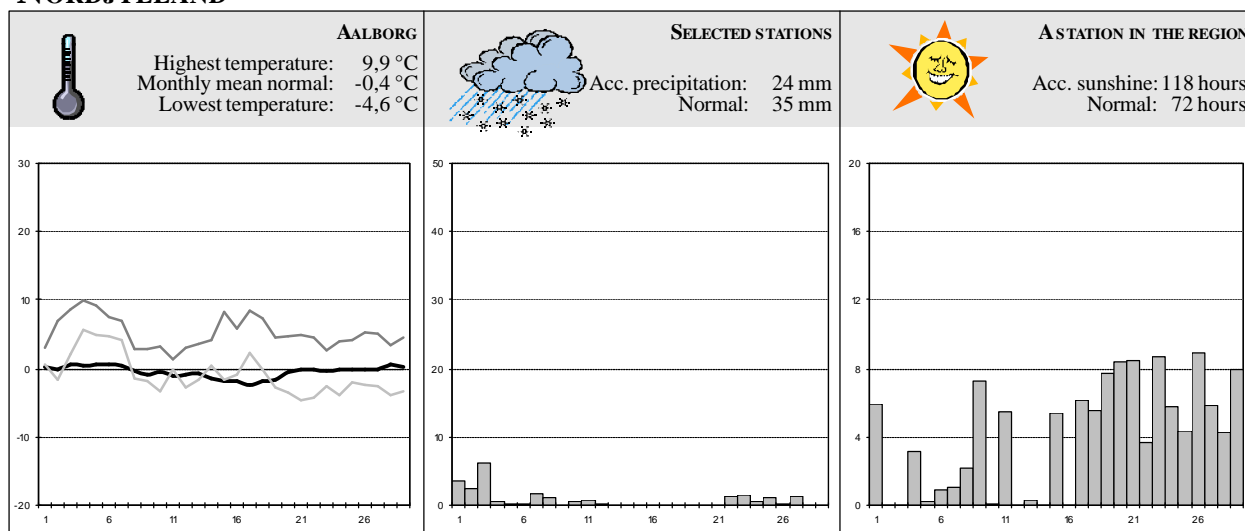 NORDJYLLAND
AALBORG
Highest temperature: 9,9 °C
Monthly mean normal: -0,4 °C
Lowest temperature: -4,6 °C
SELECTED STATIONS
Acc. precipitation: 24 mm
Normal: 35 mm
A STATION IN THE REGION
Acc. sunshine: 118 hours
Normal: 72 hours
30
20
10
0
-10
-20
1 6 11 16 21 26
50
40
30
20
10
0
1 6 11 16 21 26
20
16
12
8
4
0
1 6 11 16 21 26